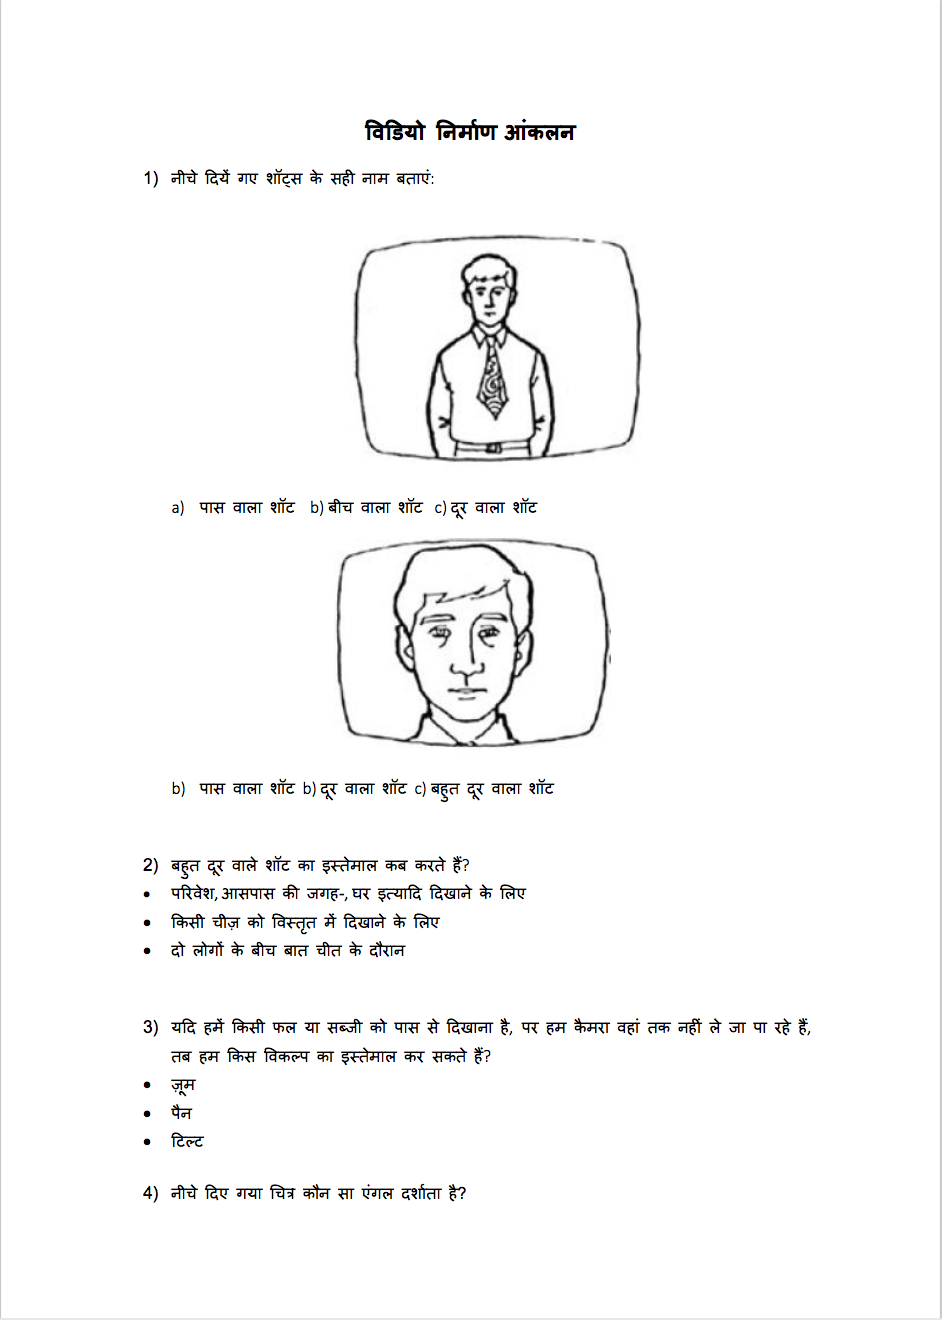 विडियो निर्माण आंकलन
1) नीचे दियें गए शॉट्स के सही नाम बताएं:
a) पास वाला शॉट b) बीच वाला शॉट c) दूर वाला शॉट
b) पास वाला शॉट b) दूर वाला शॉट c) बहुत दूर वाला शॉट
2) बहुत दूर वाले शॉट का इस्तेमाल कब करते हैं?
• परिवेश, आसपास की जगह-, घर इत्यादि दिखाने के लिए
• किसी चीज़ को विस्तृत में दिखाने के लिए
• दो लोगों के बीच बात चीत के दौरान
3) यदि हमें किसी फल या सब्जी को पास से दिखाना है, पर हम कैमरा वहां तक नहीं ले जा पा रहे हैं,
तब हम किस विकल्प का इस्तेमाल कर सकते हैं?
• ज़ूम
• पैन
• टिल्ट
4) नीचे दिए गया चित्र कौन सा एंगल दर्शाता है?